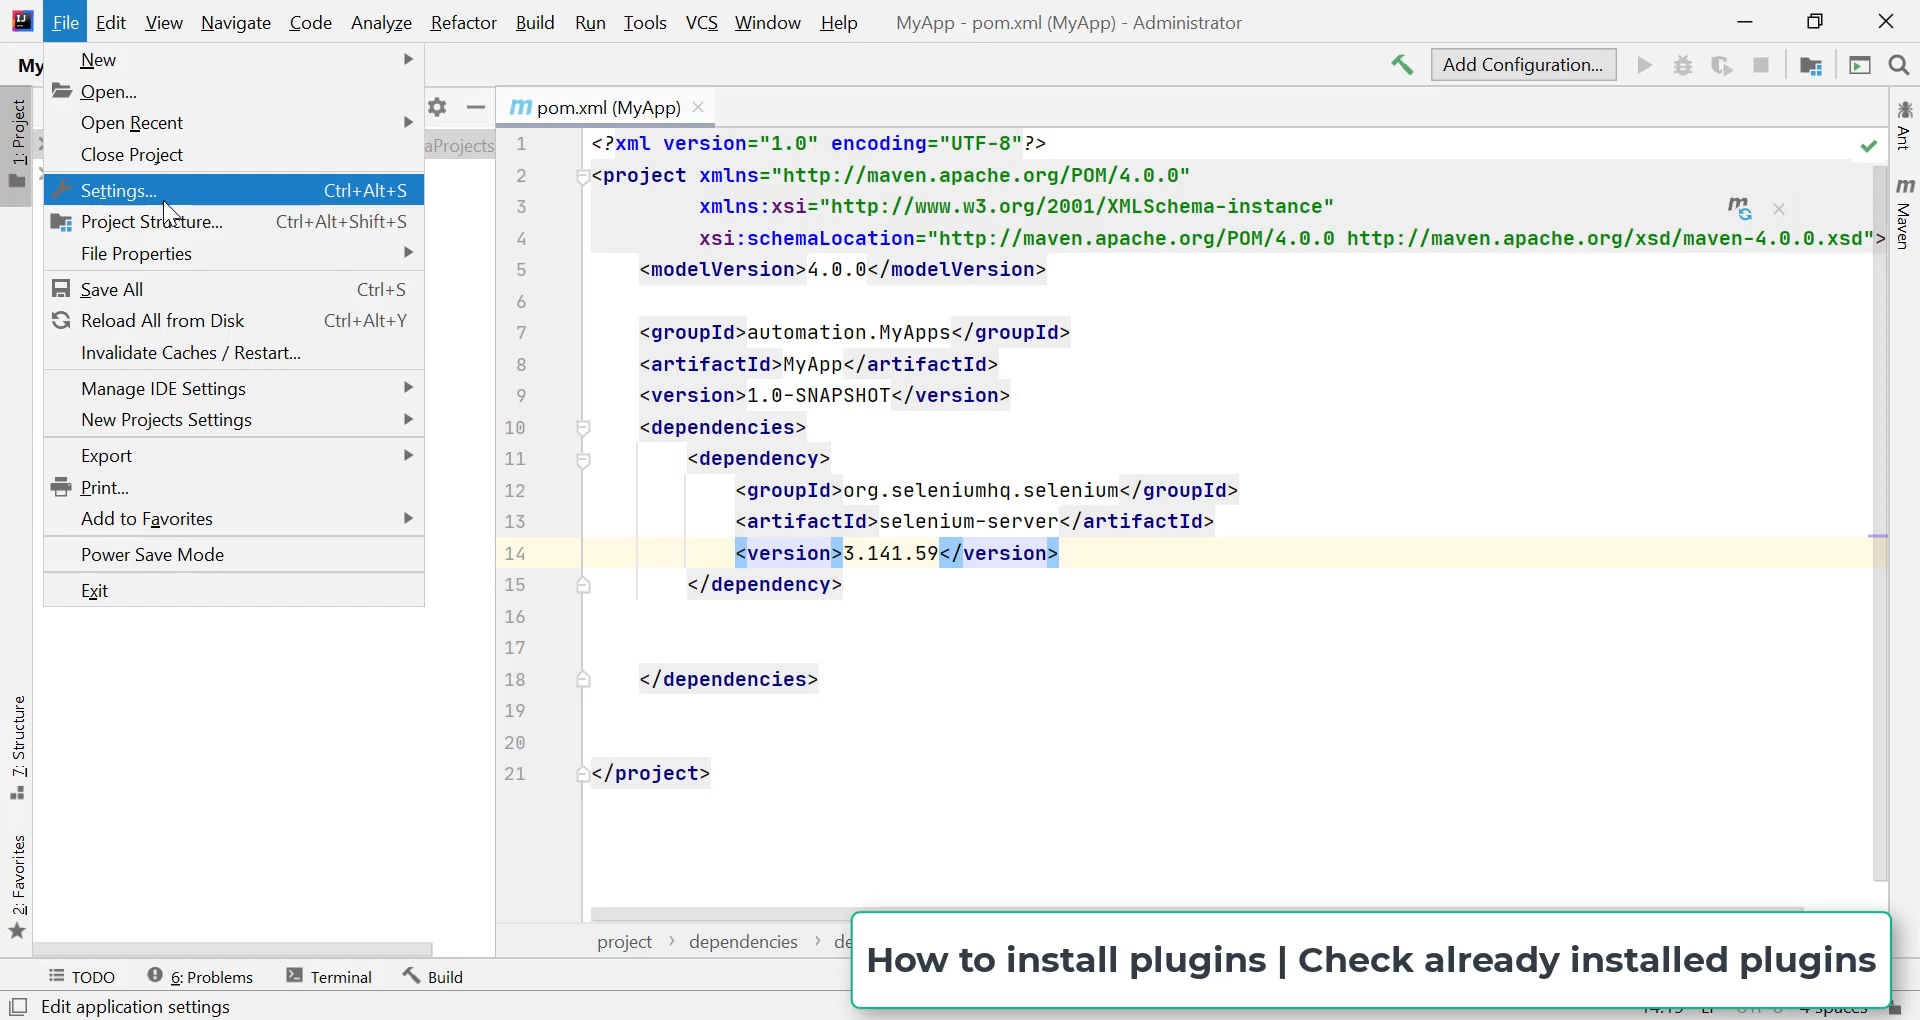 File Edit View Navigate Code Analyze Refactor Build Run Tools VCS Window Help MyApp - pom.xml (MyApp) - Administrator
My
Add Configuration...
New
Open...
Open Recent
Close Project
Settings... Ctrl+Alt+S
Project Structure... Ctrl+Alt+Shift+S
File Properties
Save All Ctrl+S
Reload All from Disk Ctrl+Alt+Y
Invalidate Caches / Restart...
Manage IDE Settings
New Projects Settings
Export
Print...
Add to Favorites
Power Save Mode
Exit
1: Project
7: Structure
2: Favorites
aProjects
pom.xml (MyApp)
1 <?xml version="1.0" encoding="UTF-8"?>
2 <project xmlns="http://maven.apache.org/POM/4.0.0"
3 xmlns:xsi="http://www.w3.org/2001/XMLSchema-instance"
4 xsi:schemaLocation="http://maven.apache.org/POM/4.0.0 http://maven.apache.org/xsd/maven-4.0.0.xsd">
5 <modelVersion>4.0.0</modelVersion>
6
7 <groupId>automation.MyApps</groupId>
8 <artifactId>MyApp</artifactId>
9 <version>1.0-SNAPSHOT</version>
10 <dependencies>
11 <dependency>
12 <groupId>org.seleniumhq.selenium</groupId>
13 <artifactId>selenium-server</artifactId>
14 <version>3.141.59</version>
15 </dependency>
16
17
18 </dependencies>
19
20
21 </project>
Ant
Maven
project › dependencies › de
How to install plugins | Check already installed plugins
TODO 6: Problems Terminal Build
Edit application settings